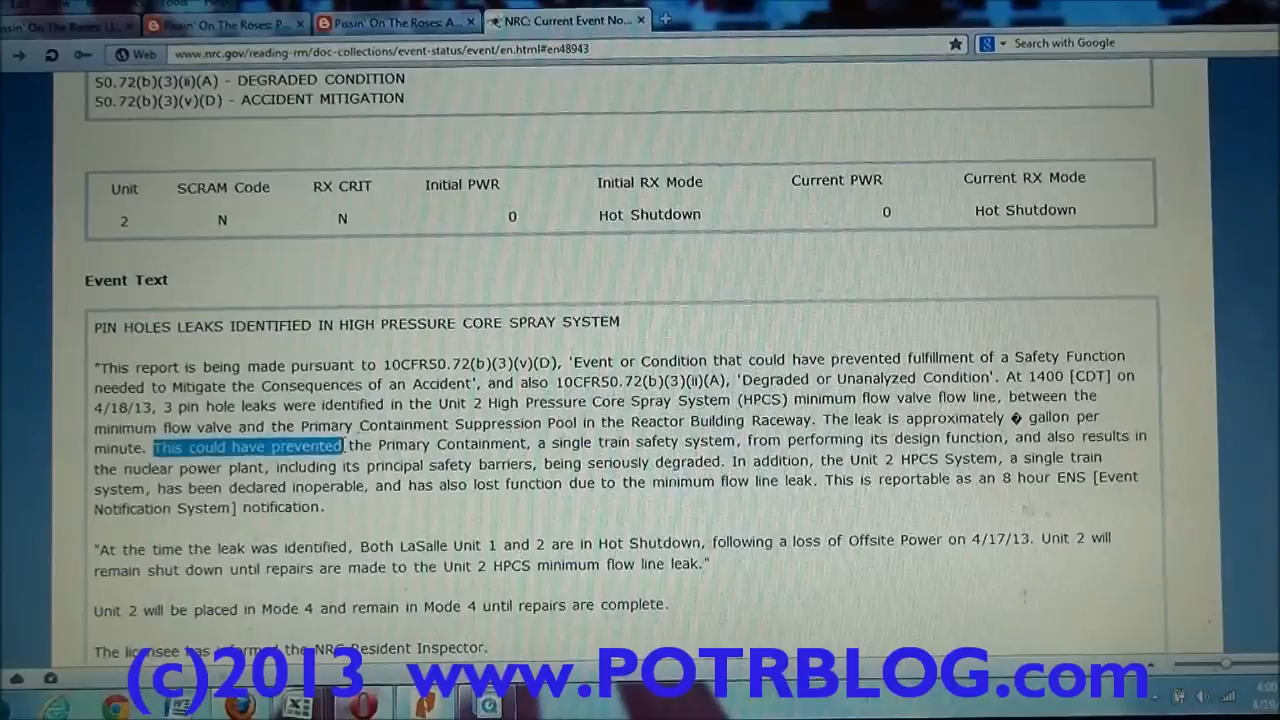 Pissin' On The Roses: P... × Pissin' On The Roses: A... × NRC: Current Event No... ×
Web www.nrc.gov/reading-rm/doc-collections/event-status/event/en.html#en48943 Search with Google
50.72(b)(3)(ii)(A) - DEGRADED CONDITION
50.72(b)(3)(v)(D) - ACCIDENT MITIGATION
Unit SCRAM Code RX CRIT Initial PWR Initial RX Mode Current PWR Current RX Mode
2 N N 0 Hot Shutdown 0 Hot Shutdown
Event Text
PIN HOLES LEAKS IDENTIFIED IN HIGH PRESSURE CORE SPRAY SYSTEM
"This report is being made pursuant to 10CFR50.72(b)(3)(v)(D), 'Event or Condition that could have prevented fulfillment of a Safety Function
needed to Mitigate the Consequences of an Accident', and also 10CFR50.72(b)(3)(ii)(A), 'Degraded or Unanalyzed Condition'. At 1400 [CDT] on
4/18/13, 3 pin hole leaks were identified in the Unit 2 High Pressure Core Spray System (HPCS) minimum flow valve flow line, between the
minimum flow valve and the Primary Containment Suppression Pool in the Reactor Building Raceway. The leak is approximately � gallon per
minute. This could have prevented the Primary Containment, a single train safety system, from performing its design function, and also results in
the nuclear power plant, including its principal safety barriers, being seriously degraded. In addition, the Unit 2 HPCS System, a single train
system, has been declared inoperable, and has also lost function due to the minimum flow line leak. This is reportable as an 8 hour ENS [Event
Notification System] notification.
"At the time the leak was identified, Both LaSalle Unit 1 and 2 are in Hot Shutdown, following a loss of Offsite Power on 4/17/13. Unit 2 will
remain shut down until repairs are made to the Unit 2 HPCS minimum flow line leak."
Unit 2 will be placed in Mode 4 and remain in Mode 4 until repairs are complete.
The licensee has informed the NRC Resident Inspector.
(c)2013 www.POTRBLOG.com